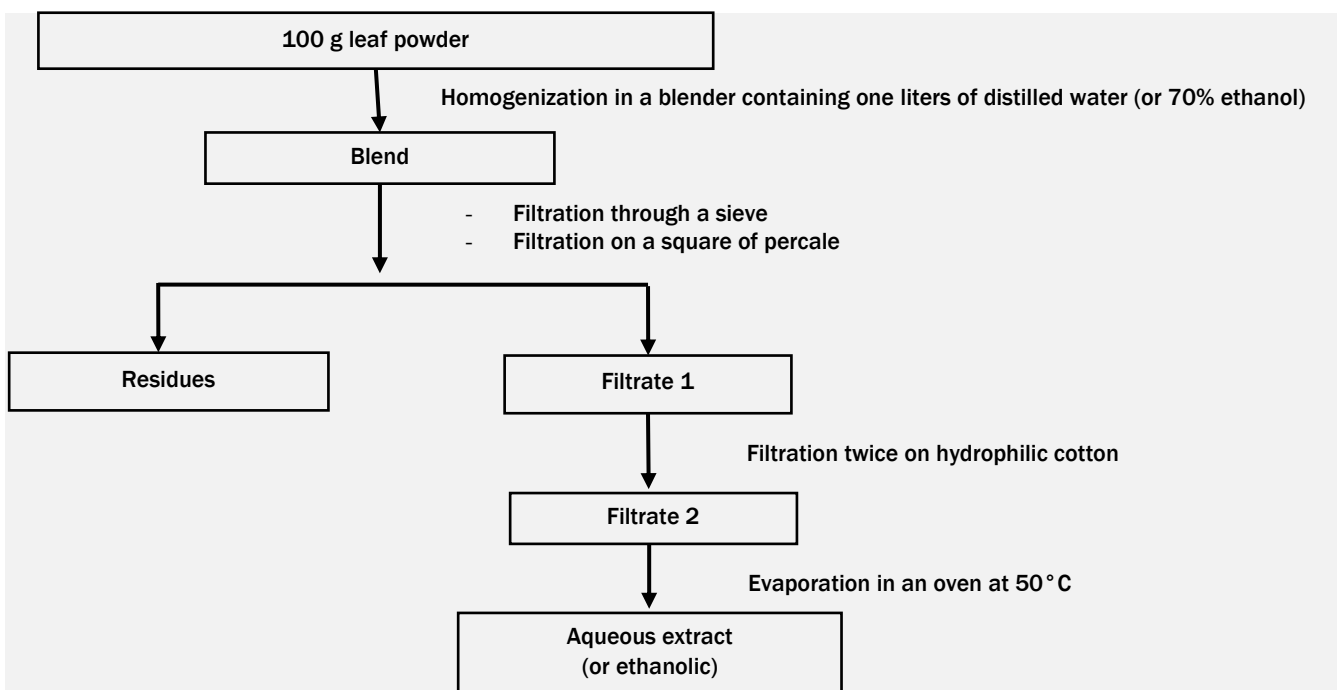 100 g leaf powder
Homogenization in a blender containing one liters of distilled water (or 70% ethanol)
Blend
- Filtration through a sieve
- Filtration on a square of percale
Residues
Filtrate 1
Filtration twice on hydrophilic cotton
Filtrate 2
Evaporation in an oven at 50°C
Aqueous extract
(or ethanolic)